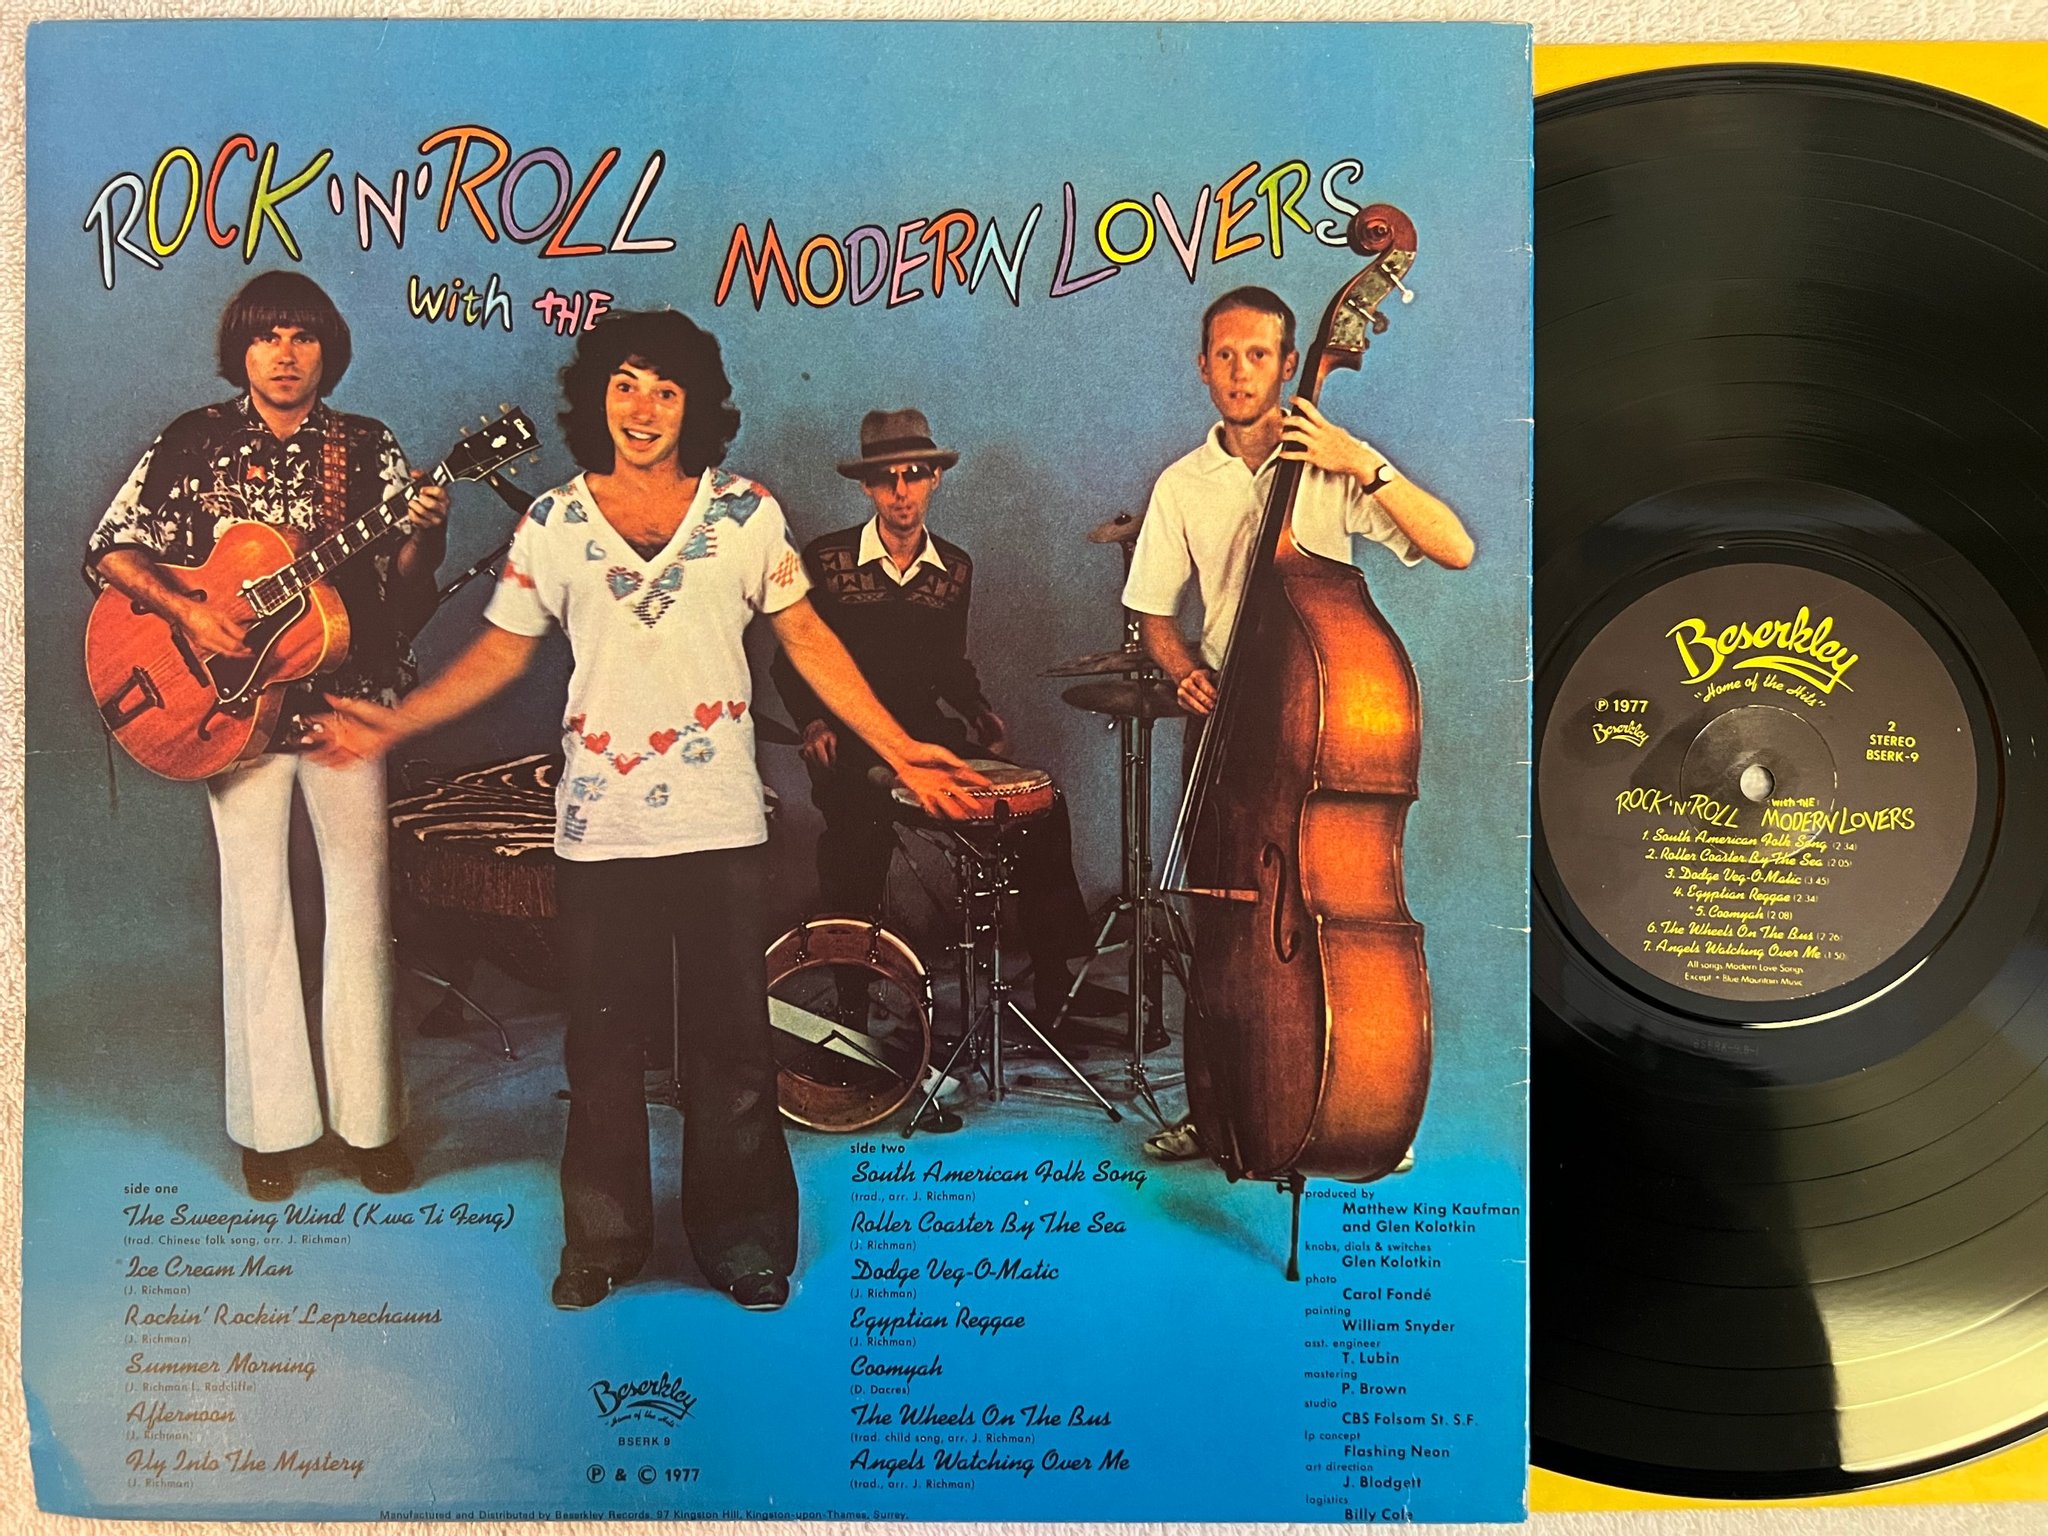 ROCK 'N' ROLL
with THE
MODERN LOVERS
side one
The Sweeping Wind (Kwa Ti Feng)
(trad. Chinese folk song, arr. J. Richman)
Ice Cream Man
(J. Richman)
Rockin' Rockin' Leprechauns
(J. Richman)
Summer Morning
(J. Richman-L. Radcliffe)
Afternoon
(J. Richman)
Fly Into The Mystery
(J. Richman)
Beserkley
"Home of the Hits"
BSERK 9
Ⓟ & © 1977
side two
South American Folk Song
(trad., arr. J. Richman)
Roller Coaster By The Sea
(J. Richman)
Dodge Veg-O-Matic
(J. Richman)
Egyptian Reggae
(J. Richman)
Coomyah
(D. Dacres)
The Wheels On The Bus
(trad. child song, arr. J. Richman)
Angels Watching Over Me
(trad., arr. J. Richman)
produced by
Matthew King Kaufman
and Glen Kolotkin
knobs, dials & switches
Glen Kolotkin
photo
Carol Fondé
painting
William Snyder
asst. engineer
T. Lubin
mastering
P. Brown
studio
CBS Folsom St. S.F.
lp concept
Flashing Neon
art direction
J. Blodgett
logistics
Billy Cole
Manufactured and Distributed by Beserkley Records. 97 Kingston Hill, Kingston-upon-Thames, Surrey.
Beserkley
"Home of the Hits"
Ⓟ 1977
Beserkley
2
STEREO
BSERK-9
ROCK 'N' ROLL with THE MODERN LOVERS
1. South American Folk Song (2 34)
2. Roller Coaster By The Sea (2 05)
3. Dodge Veg-O-Matic (3 45)
4. Egyptian Reggae (2 34)
* 5. Coomyah (2 08)
6. The Wheels On The Bus (2 26)
7. Angels Watching Over Me (1 50)
All songs Modern Love Songs
Except * Blue Mountain Music